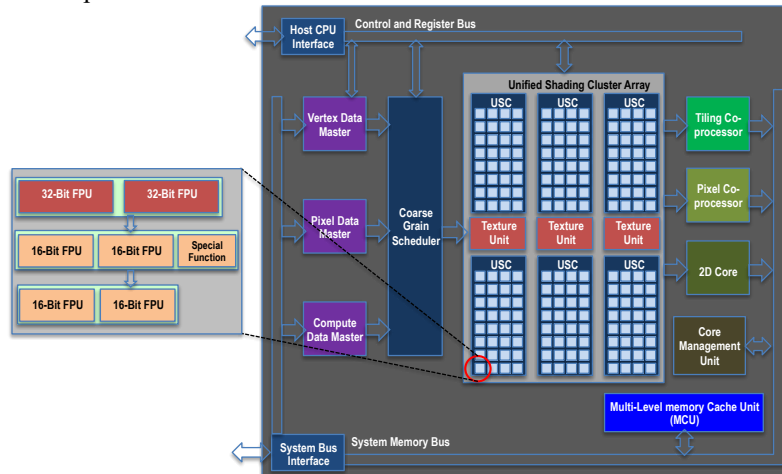 Control and Register Bus
Host CPU
Interface
Unified Shading Cluster Array
USC
USC
USC
Vertex Data
Master
Tiling Co-
processor
32-Bit FPU
32-Bit FPU
Pixel Data
Master
Coarse
Grain
Scheduler
Texture
Unit
Texture
Unit
Texture
Unit
Pixel Co-
processor
16-Bit FPU
16-Bit FPU
Special
Function
USC
USC
USC
2D Core
16-Bit FPU
16-Bit FPU
Compute
Data Master
Core
Management
Unit
Multi-Level memory Cache Unit
(MCU)
System Bus
Interface
System Memory Bus